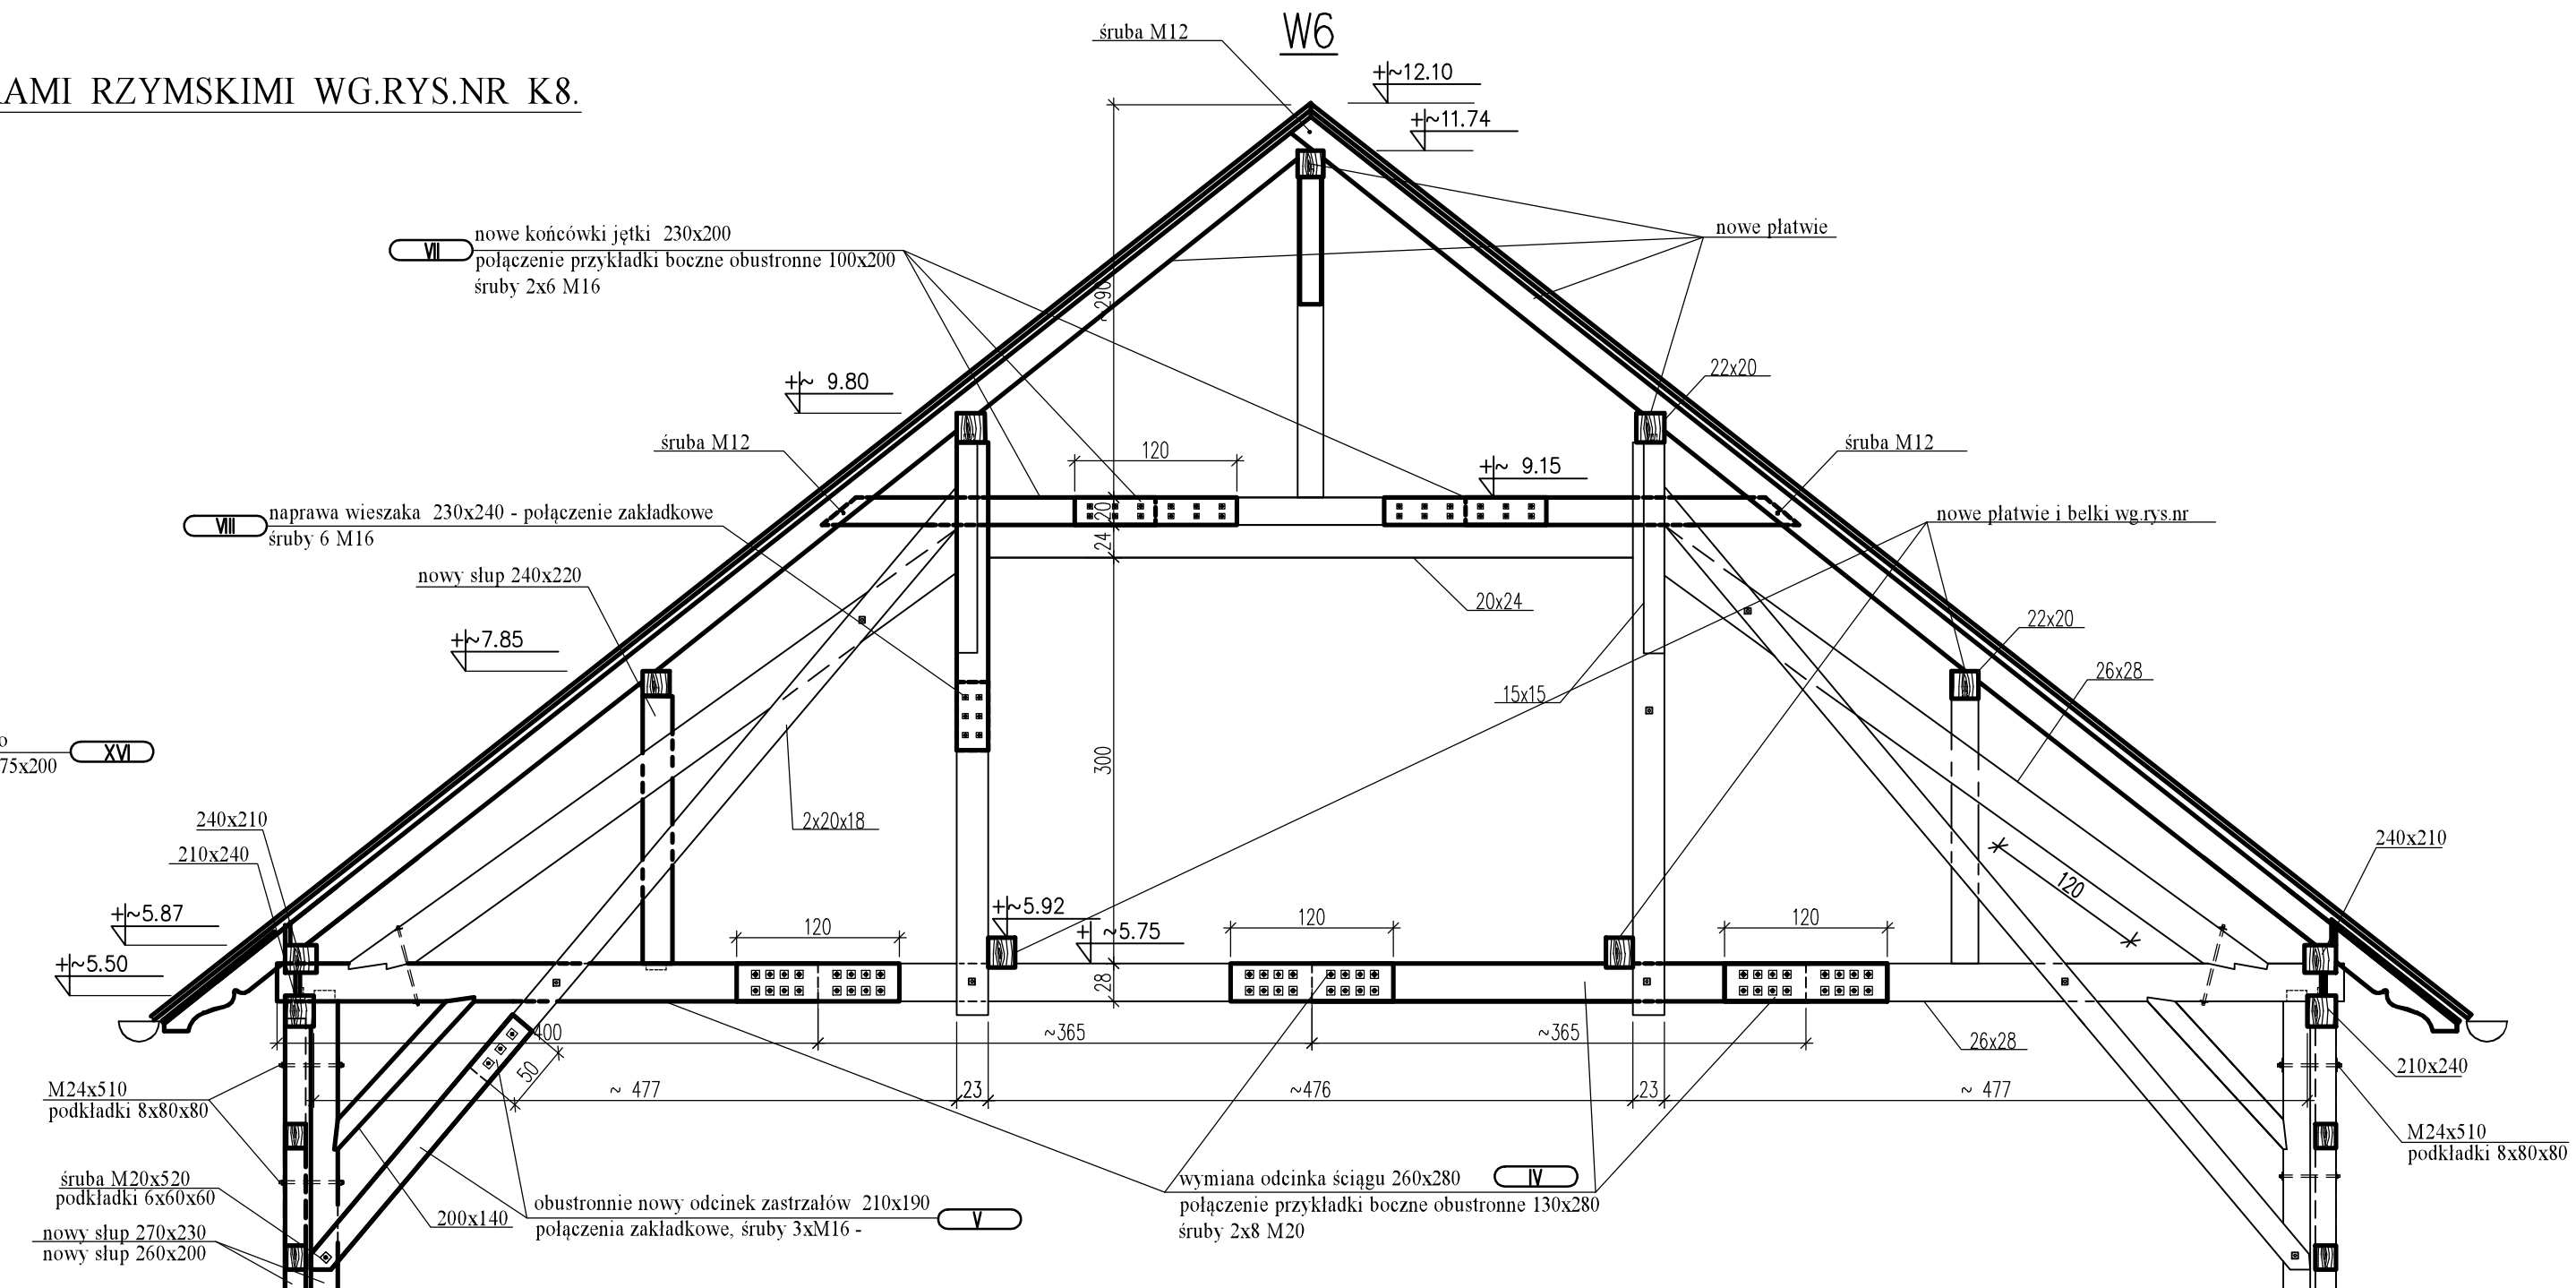 W6
śruba M12
RAMI RZYMSKIMI WG.RYS.NR K8.
+~12.10
+~11.74
nowe płatwie
VII
nowe końcówki jętki 230x200
połączenie przykładki boczne obustronne 100x200
śruby 2x6 M16
~290
22x20
+~ 9.80
śruba M12
120
+~ 9.15
śruba M12
VIII
naprawa wieszaka 230x240 - połączenie zakładkowe
śruby 6 M16
20
24
nowe płatwie i belki wg.rys.nr
nowy słup 240x220
20x24
+~7.85
22x20
26x28
15x15
o
75x200
XVI
300
2x20x18
240x210
210x240
240x210
120
+~5.87
+~5.50
120
+~5.92
+ ~5.75
120
120
28
400
~365
~365
26x28
50
~ 477
23
~476
23
~ 477
210x240
M24x510
podkładki 8x80x80
M24x510
podkładki 8x80x80
śruba M20x520
podkładki 6x60x60
nowy słup 270x230
nowy słup 260x200
200x140
obustronnie nowy odcinek zastrzałów 210x190
połączenia zakładkowe, śruby 3xM16 -
V
wymiana odcinka ściągu 260x280
IV
połączenie przykładki boczne obustronne 130x280
śruby 2x8 M20